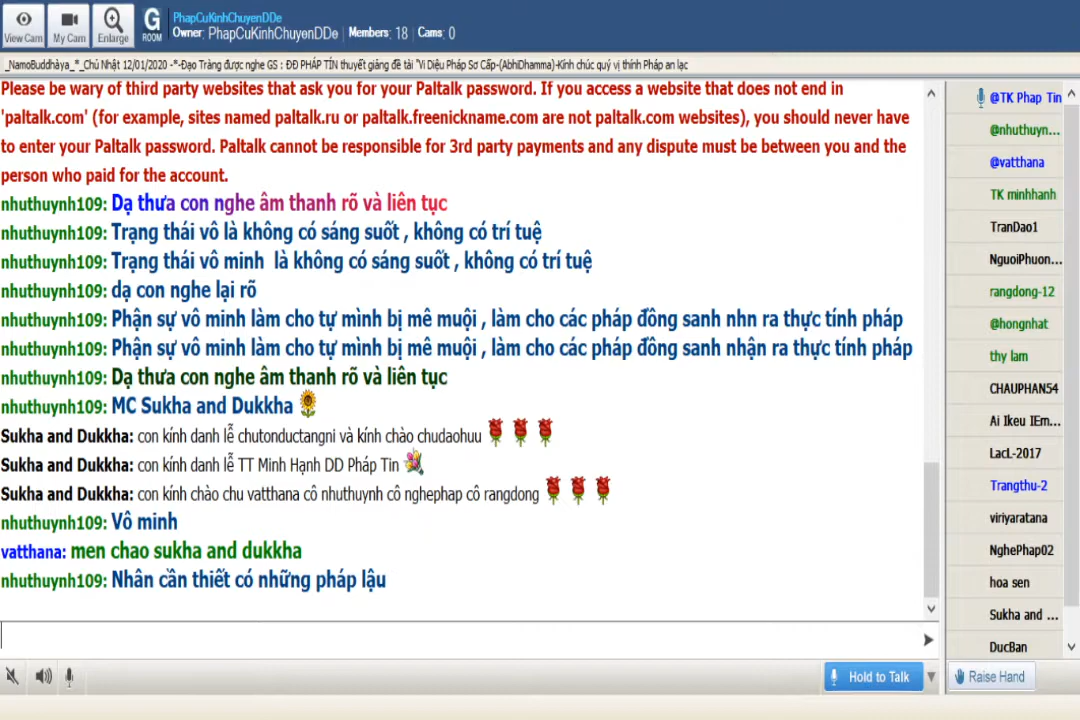 View Cam
My Cam
Enlarge
G
ROOM
PhapCuKinhChuyenDDe
Owner: PhapCuKinhChuyenDDe Members: 18 Cams: 0
_NamoBuddhàya_*_Chủ Nhật 12/01/2020 -*-Đạo Tràng được nghe GS : ĐĐ PHÁP TÍN thuyết giảng đề tài "Vi Diệu Pháp Sơ Cấp-(AbhiDhamma)-Kính chúc quý vị thính Pháp an lạc
Please be wary of third party websites that ask you for your Paltalk password. If you access a website that does not end in
'paltalk.com' (for example, sites named paltalk.ru or paltalk.freenickname.com are not paltalk.com websites), you should never have
to enter your Paltalk password. Paltalk cannot be responsible for 3rd party payments and any dispute must be between you and the
person who paid for the account.
nhuthuynh109: Dạ thưa con nghe âm thanh rõ và liên tục
nhuthuynh109: Trạng thái vô là không có sáng suốt , không có trí tuệ
nhuthuynh109: Trạng thái vô minh là không có sáng suốt , không có trí tuệ
nhuthuynh109: dạ con nghe lại rõ
nhuthuynh109: Phận sự vô minh làm cho tự mình bị mê muội , làm cho các pháp đồng sanh nhn ra thực tính pháp
nhuthuynh109: Phận sự vô minh làm cho tự mình bị mê muội , làm cho các pháp đồng sanh nhận ra thực tính pháp
nhuthuynh109: Dạ thưa con nghe âm thanh rõ và liên tục
nhuthuynh109: MC Sukha and Dukkha
Sukha and Dukkha: con kính danh lễ chutonductangni và kính chào chudaohuu
Sukha and Dukkha: con kính danh lễ TT Minh Hạnh DD Pháp Tin
Sukha and Dukkha: con kính chào chu vatthana cô nhuthuynh cô nghephap cô rangdong
nhuthuynh109: Vô minh
vatthana: men chao sukha and dukkha
nhuthuynh109: Nhân cần thiết có những pháp lậu
@TK Phap Tin
@nhuthuyn...
@vatthana
TK minhhanh
TranDao1
NguoiPhuon...
rangdong-12
@hongnhat
thy lam
CHAUPHAN54
Ai Ikeu IEm...
LacL-2017
Trangthu-2
viriyaratana
NghePhap02
hoa sen
Sukha and ...
DucBan
Hold to Talk
Raise Hand